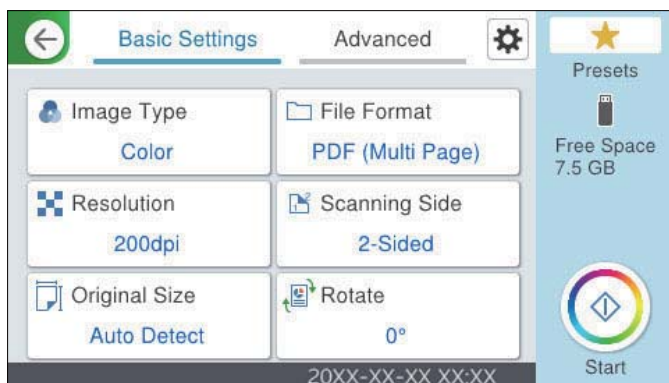 Basic Settings
Advanced
Presets
Image Type
Color
File Format
PDF (Multi Page)
Free Space
7.5 GB
Resolution
200dpi
Scanning Side
2-Sided
Original Size
Auto Detect
Rotate
0°
Start
20XX-XX-XX XX:XX